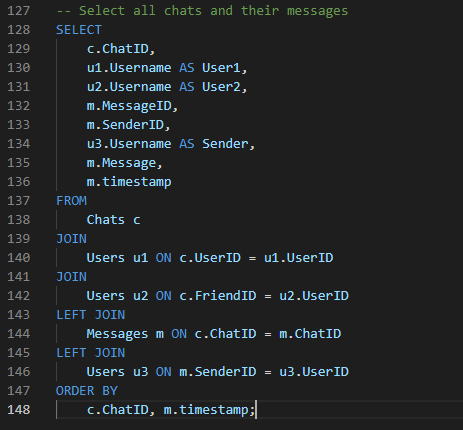 127 -- Select all chats and their messages
128 SELECT
129     c.ChatID,
130     u1.Username AS User1,
131     u2.Username AS User2,
132     m.MessageID,
133     m.SenderID,
134     u3.Username AS Sender,
135     m.Message,
136     m.timestamp
137 FROM
138     Chats c
139 JOIN
140     Users u1 ON c.UserID = u1.UserID
141 JOIN
142     Users u2 ON c.FriendID = u2.UserID
143 LEFT JOIN
144     Messages m ON c.ChatID = m.ChatID
145 LEFT JOIN
146     Users u3 ON m.SenderID = u3.UserID
147 ORDER BY
148     c.ChatID, m.timestamp;